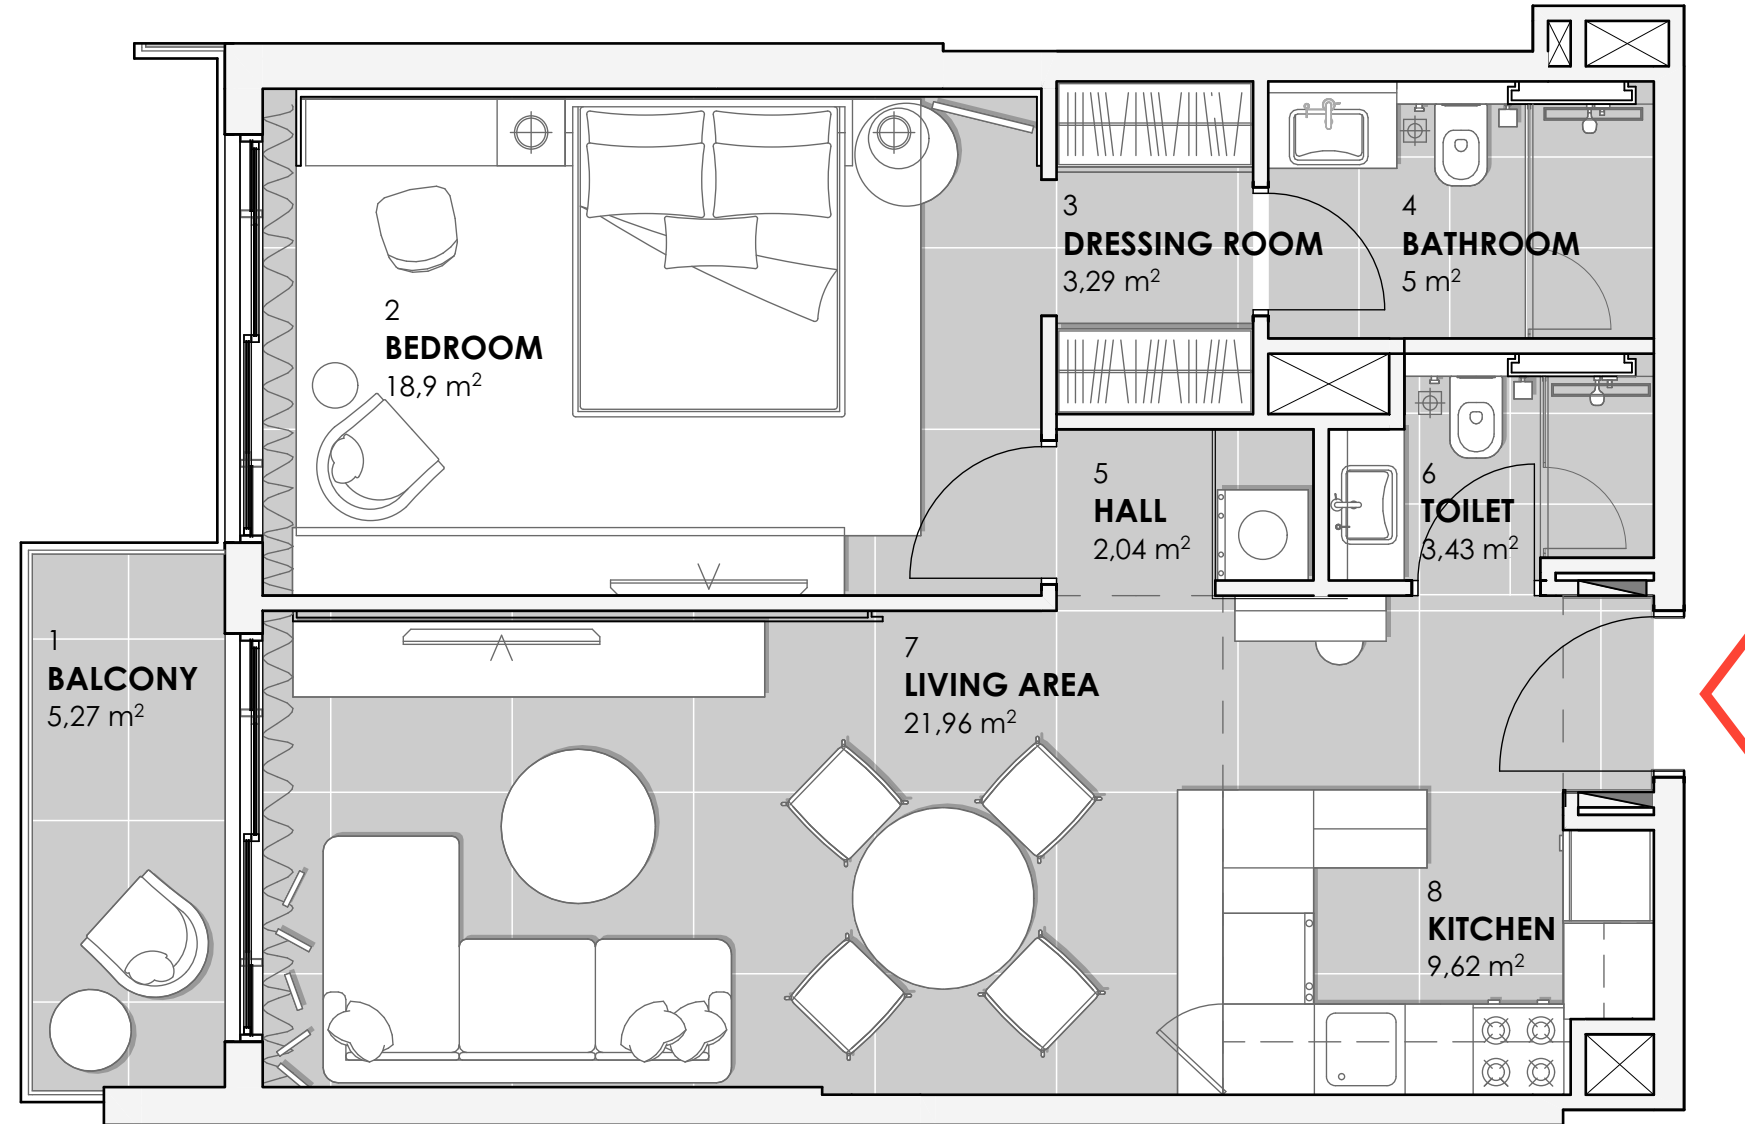 3
DRESSING ROOM
3,29 m²
4
BATHROOM
5 m²
2
BEDROOM
18,9 m²
5
HALL
2,04 m²
6
TOILET
3,43 m²
1
BALCONY
5,27 m²
7
LIVING AREA
21,96 m²
8
KITCHEN
9,62 m²